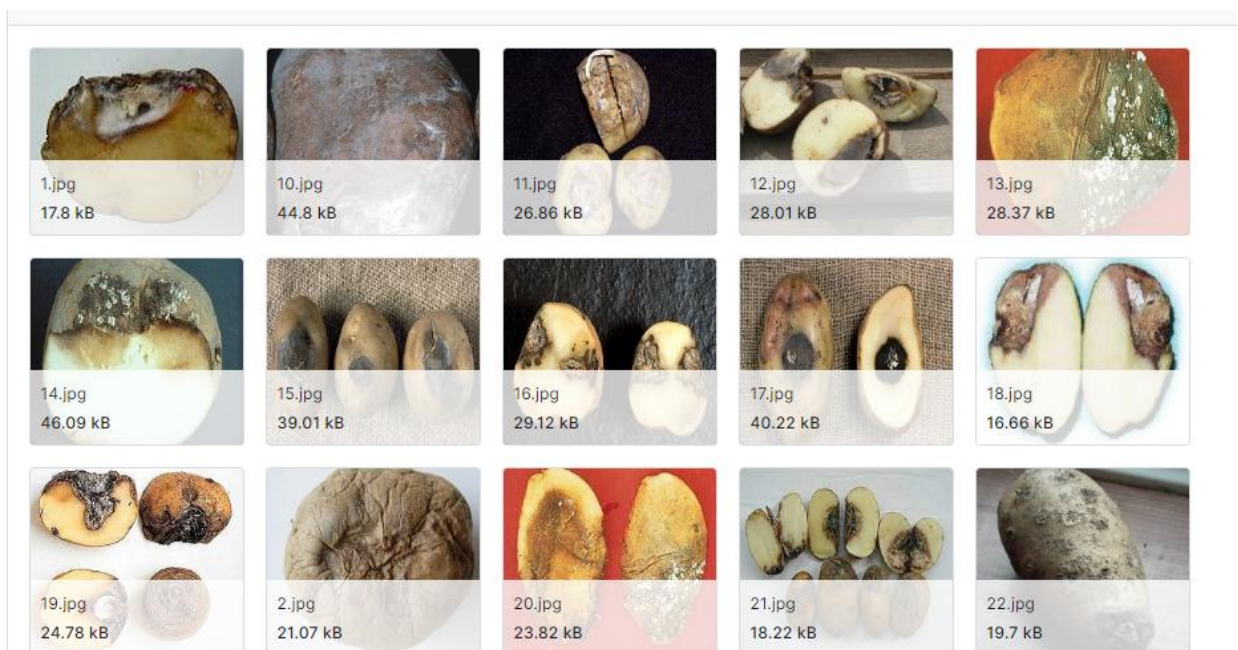 1.jpg
17.8 kB
10.jpg
44.8 kB
11.jpg
26.86 kB
12.jpg
28.01 kB
13.jpg
28.37 kB
14.jpg
46.09 kB
15.jpg
39.01 kB
16.jpg
29.12 kB
17.jpg
40.22 kB
18.jpg
16.66 kB
19.jpg
24.78 kB
2.jpg
21.07 kB
20.jpg
23.82 kB
21.jpg
18.22 kB
22.jpg
19.7 kB